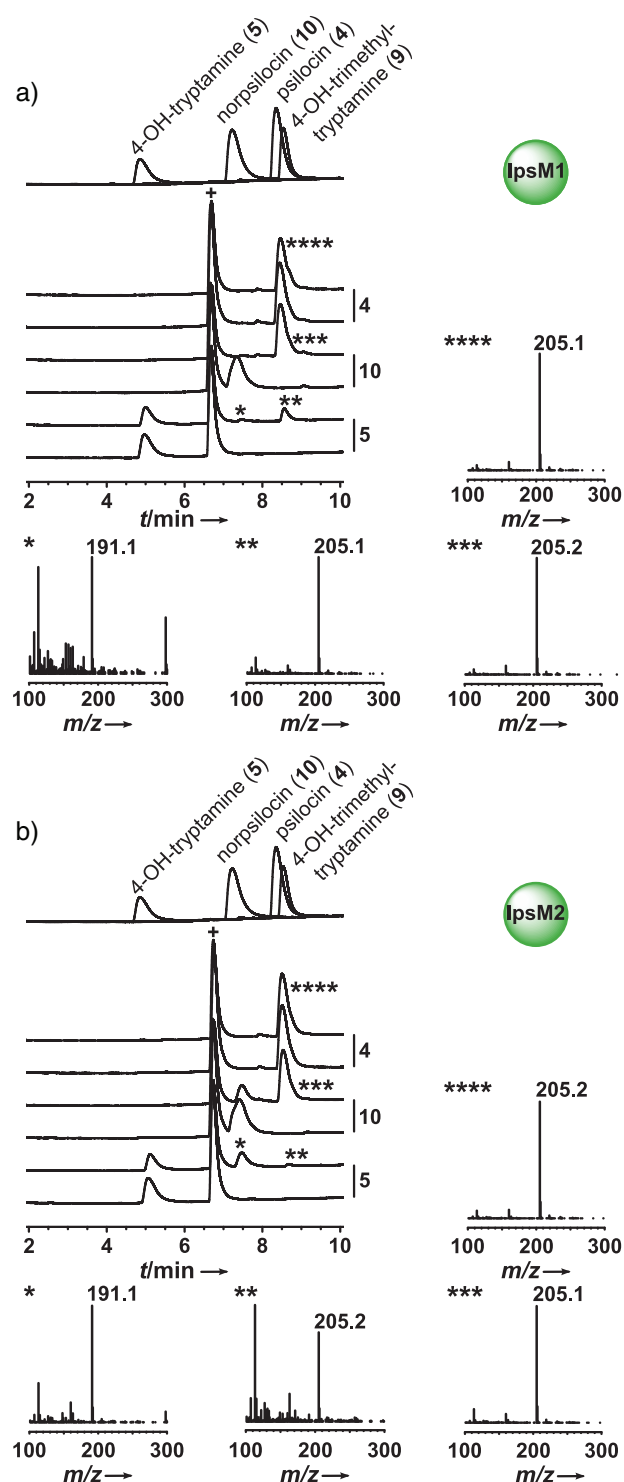 a)
4-OH-tryptamine (5)
norpsilocin (10)
psilocin (4)
4-OH-trimethyl-
tryptamine (9)
IpsM1
+
****
4
***
10
* **
5
2 4 6 8 10
t/min →
**** 205.1
100 200 300
m/z →
* 191.1
100 200 300
m/z →
** 205.1
100 200 300
m/z →
*** 205.2
100 200 300
m/z →
b)
4-OH-tryptamine (5)
norpsilocin (10)
psilocin (4)
4-OH-trimethyl-
tryptamine (9)
IpsM2
+
****
4
***
10
* **
5
2 4 6 8 10
t/min →
**** 205.2
100 200 300
m/z →
* 191.1
100 200 300
m/z →
** 205.2
100 200 300
m/z →
*** 205.1
100 200 300
m/z →